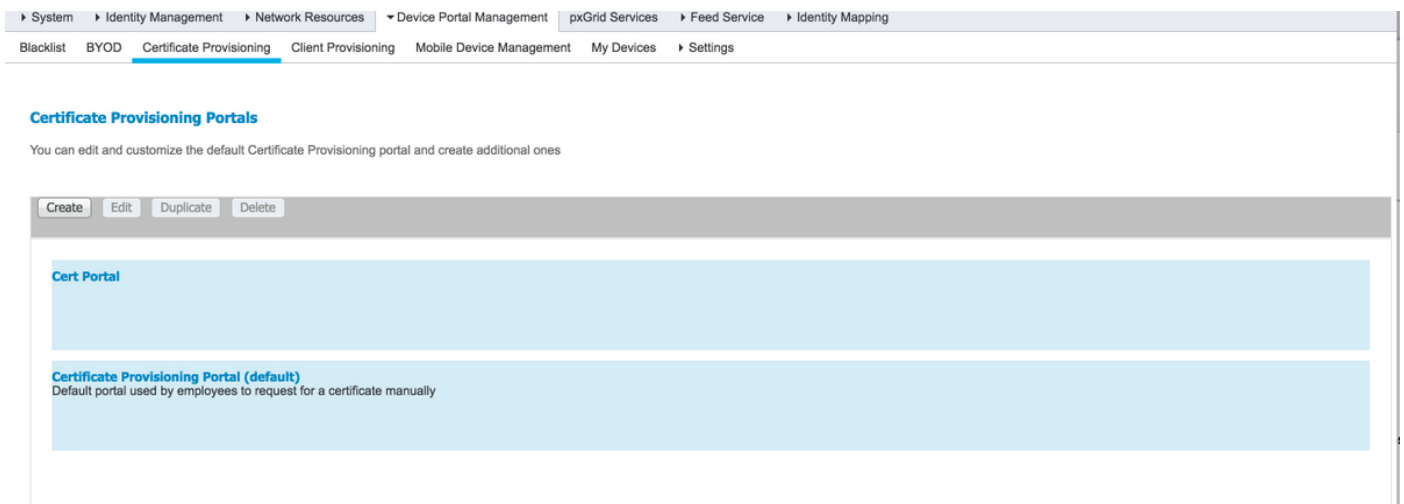 System Identity Management Network Resources Device Portal Management pxGrid Services Feed Service Identity Mapping
Blacklist BYOD Certificate Provisioning Client Provisioning Mobile Device Management My Devices Settings
Certificate Provisioning Portals
You can edit and customize the default Certificate Provisioning portal and create additional ones
Create Edit Duplicate Delete
Cert Portal
Certificate Provisioning Portal (default)
Default portal used by employees to request for a certificate manually